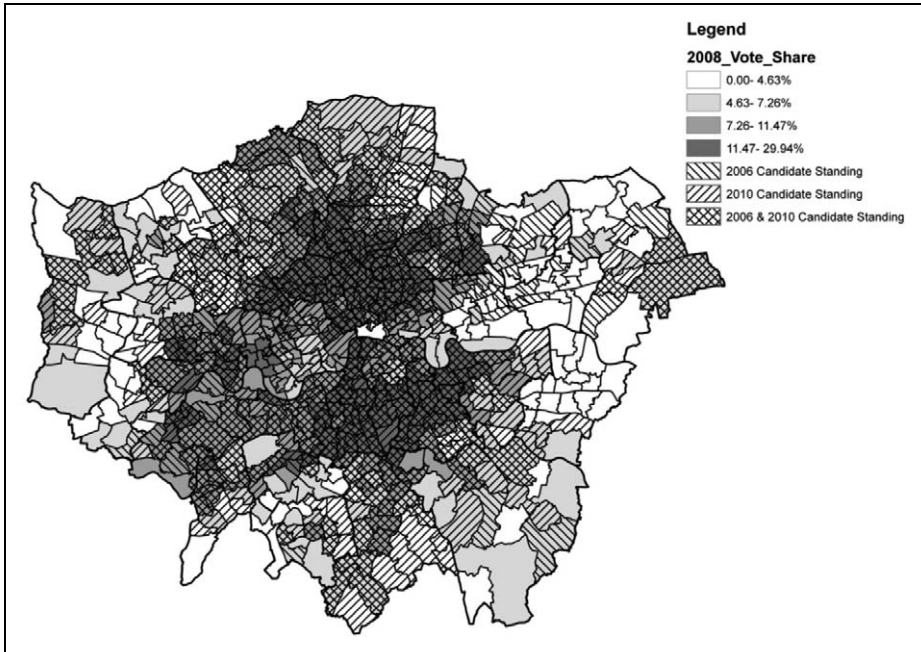 Legend
2008_Vote_Share
0.00- 4.63%
4.63- 7.26%
7.26- 11.47%
11.47- 29.94%
2006 Candidate Standing
2010 Candidate Standing
2006 & 2010 Candidate Standing